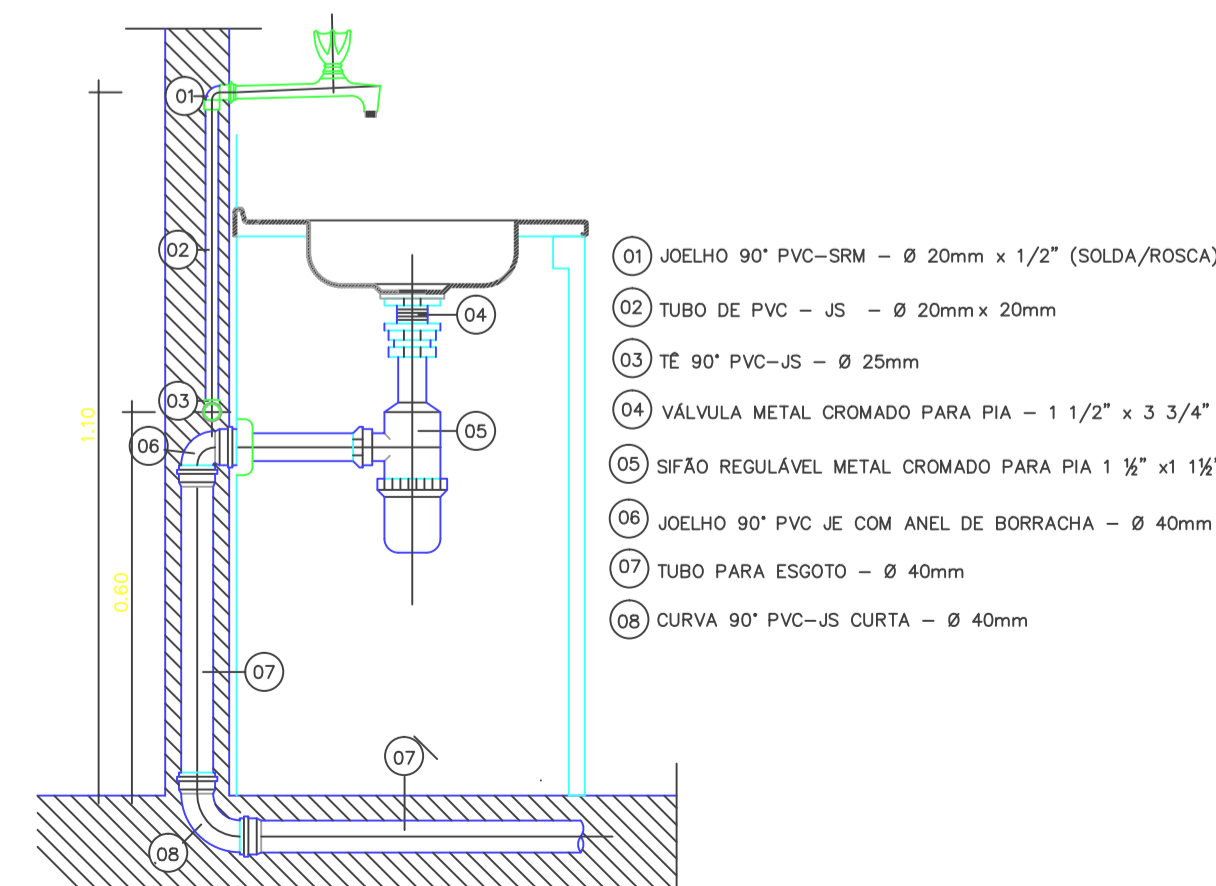 01
02
03
04
05
06
07
07
08
1.10
0.60
01 JOELHO 90° PVC-SRM - Ø 20mm x 1/2" (SOLDA/ROSCA)
02 TUBO DE PVC - JS - Ø 20mm x 20mm
03 TÊ 90° PVC-JS - Ø 25mm
04 VÁLVULA METAL CROMADO PARA PIA - 1 1/2" x 3 3/4"
05 SIFÃO REGULÁVEL METAL CROMADO PARA PIA 1 ½" x1 1½"
06 JOELHO 90° PVC JE COM ANEL DE BORRACHA - Ø 40mm
07 TUBO PARA ESGOTO - Ø 40mm
08 CURVA 90° PVC-JS CURTA - Ø 40mm